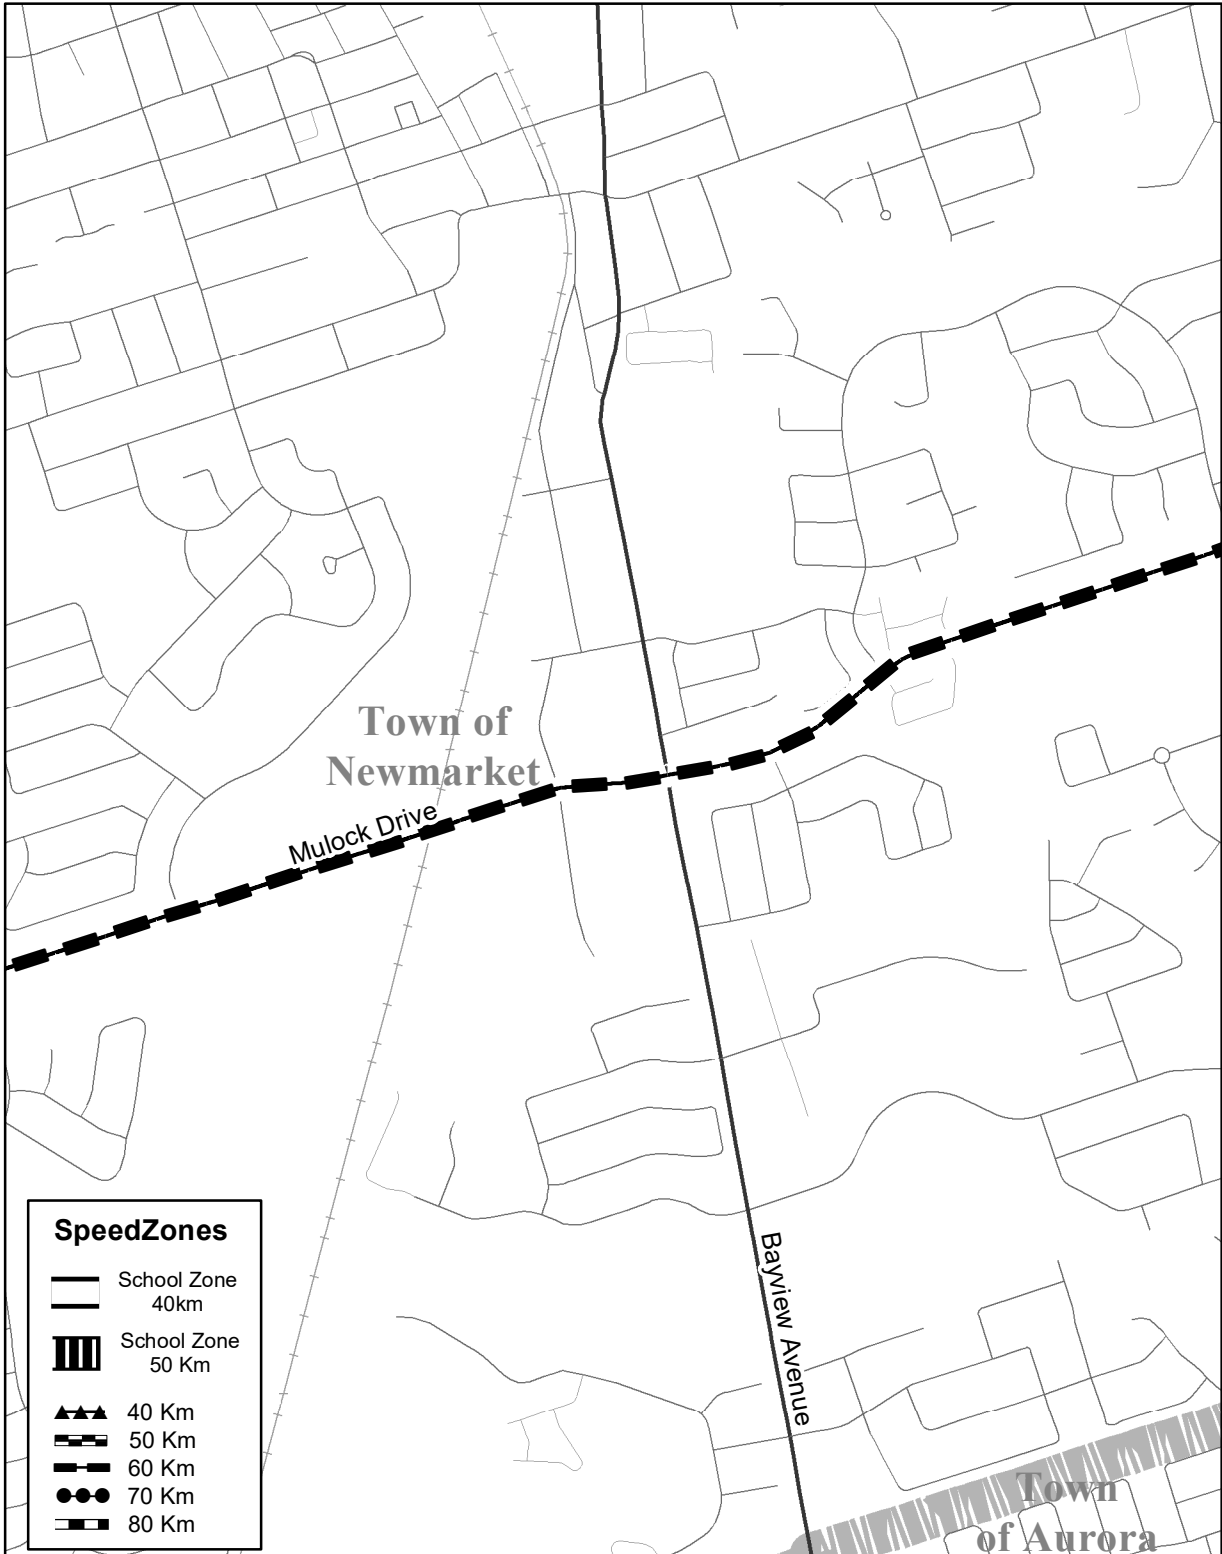 Town of
Newmarket
Mulock Drive
Bayview Avenue
SpeedZones
School Zone
40km
School Zone
50 Km
40 Km
50 Km
60 Km
70 Km
80 Km
Town
of Aurora